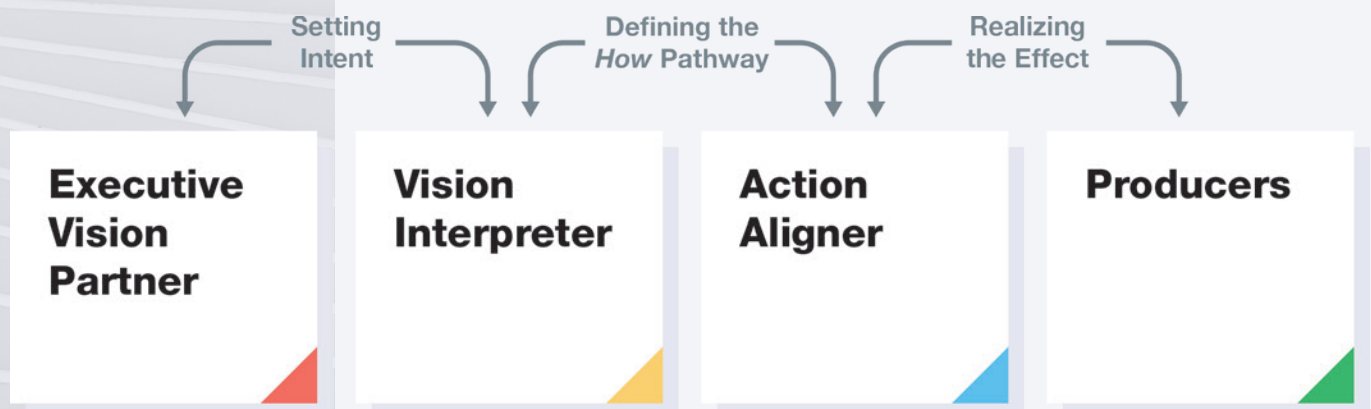 Setting
Intent
Defining the
How Pathway
Realizing
the Effect
Executive
Vision
Partner
Vision
Interpreter
Action
Aligner
Producers